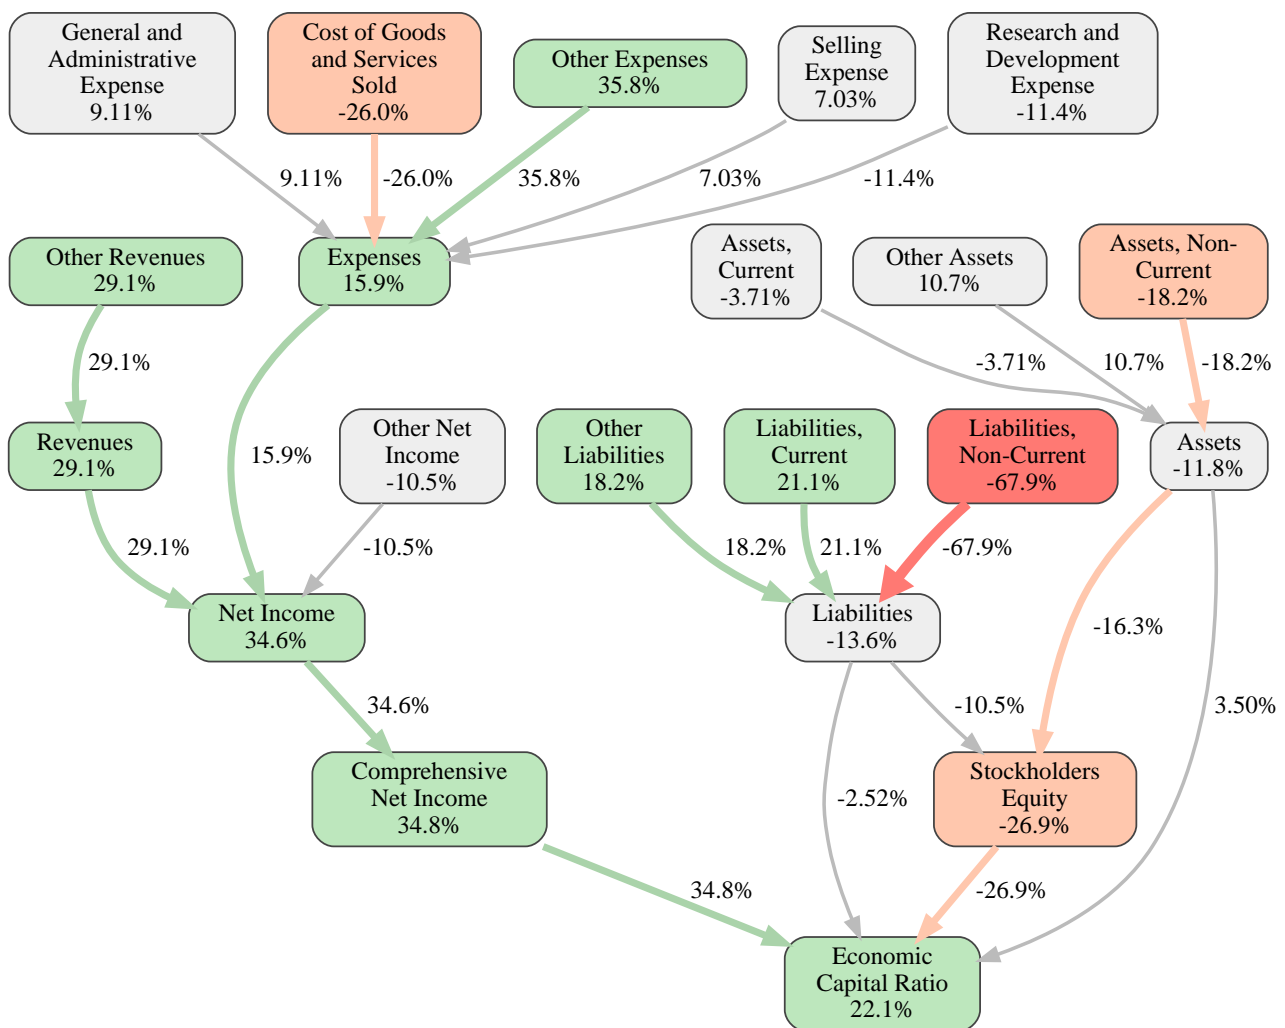 General and
Administrative
Expense
9.11%
Cost of Goods
and Services
Sold
-26.0%
Other Expenses
35.8%
Selling
Expense
7.03%
Research and
Development
Expense
-11.4%
9.11%
-26.0%
35.8%
7.03%
-11.4%
Other Revenues
29.1%
Expenses
15.9%
Assets,
Current
-3.71%
Other Assets
10.7%
Assets, Non-
Current
-18.2%
29.1%
-3.71%
10.7%
-18.2%
Revenues
29.1%
15.9%
Other Net
Income
-10.5%
Other
Liabilities
18.2%
Liabilities,
Current
21.1%
Liabilities,
Non-Current
-67.9%
Assets
-11.8%
29.1%
-10.5%
18.2%
21.1%
-67.9%
Net Income
34.6%
Liabilities
-13.6%
-16.3%
34.6%
-10.5%
3.50%
Comprehensive
Net Income
34.8%
-2.52%
Stockholders
Equity
-26.9%
34.8%
-26.9%
Economic
Capital Ratio
22.1%